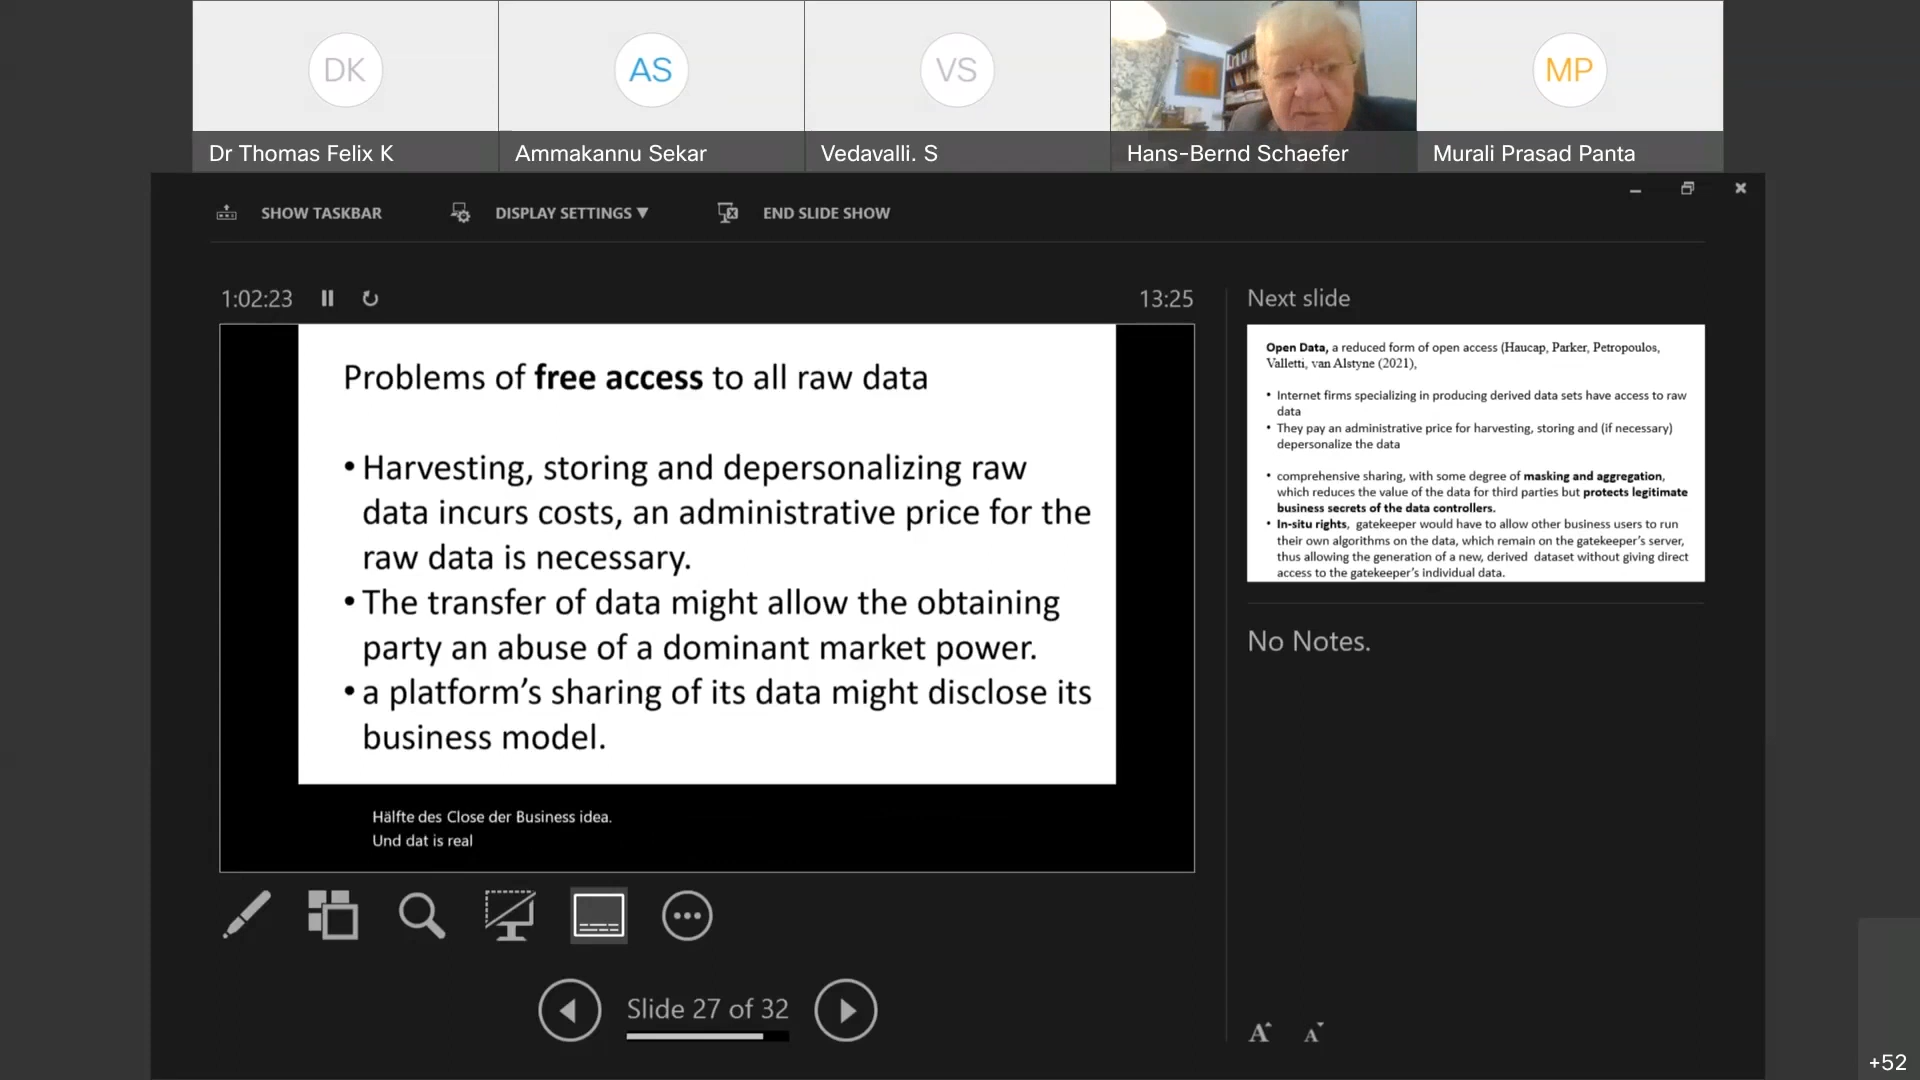 DK
AS
VS
MP
Dr Thomas Felix K
Ammakannu Sekar
Vedavalli. S
Hans-Bernd Schaefer
Murali Prasad Panta
SHOW TASKBAR
DISPLAY SETTINGS ▼
END SLIDE SHOW
1:02:23
13:25
Problems of free access to all raw data
• Harvesting, storing and depersonalizing raw
data incurs costs, an administrative price for the
raw data is necessary.
• The transfer of data might allow the obtaining
party an abuse of a dominant market power.
• a platform’s sharing of its data might disclose its
business model.
Hälfte des Close der Business idea.
Und dat is real
Slide 27 of 32
Next slide
Open Data, a reduced form of open access (Haucap, Parker, Petropoulos,
Valletti, van Alstyne (2021),
• Internet firms specializing in producing derived data sets have access to raw
data
• They pay an administrative price for harvesting, storing and (if necessary)
depersonalize the data
• comprehensive sharing, with some degree of masking and aggregation,
which reduces the value of the data for third parties but protects legitimate
business secrets of the data controllers.
• In-situ rights, gatekeeper would have to allow other business users to run
their own algorithms on the data, which remain on the gatekeeper’s server,
thus allowing the generation of a new, derived dataset without giving direct
access to the gatekeeper’s individual data.
No Notes.
A A
+52